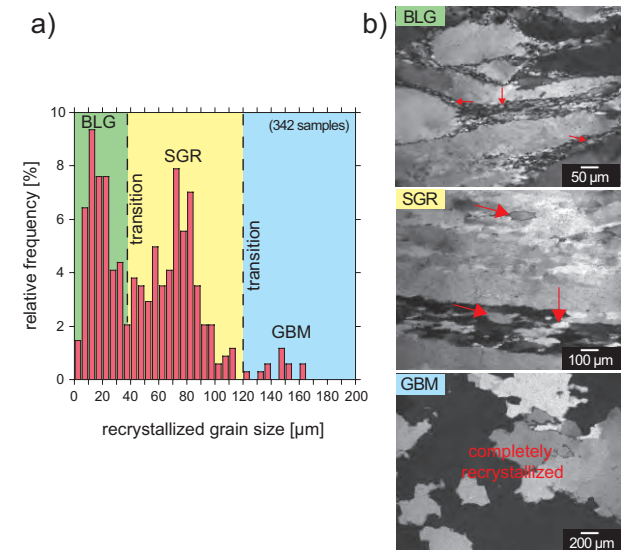 a)
b)
10
8
6
4
2
0
relative frequency [%]
BLG
SGR
GBM
(342 samples)
transition
transition
0 20 40 60 80 100 120 140 160 180 200
recrystallized grain size [µm]
BLG
50 µm
SGR
100 µm
GBM
completely
recrystallized
200 µm